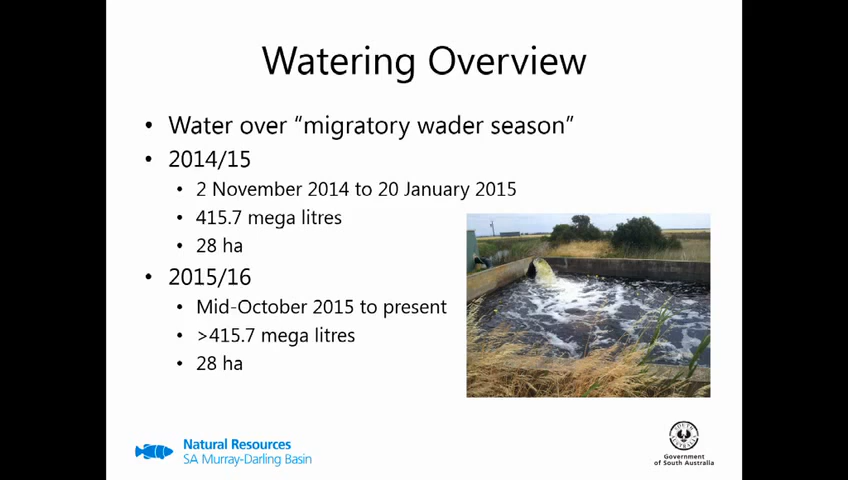 Watering Overview
• Water over “migratory wader season”
• 2014/15
• 2 November 2014 to 20 January 2015
• 415.7 mega litres
• 28 ha
• 2015/16
• Mid-October 2015 to present
• >415.7 mega litres
• 28 ha
Natural Resources
SA Murray-Darling Basin
Government
of South Australia